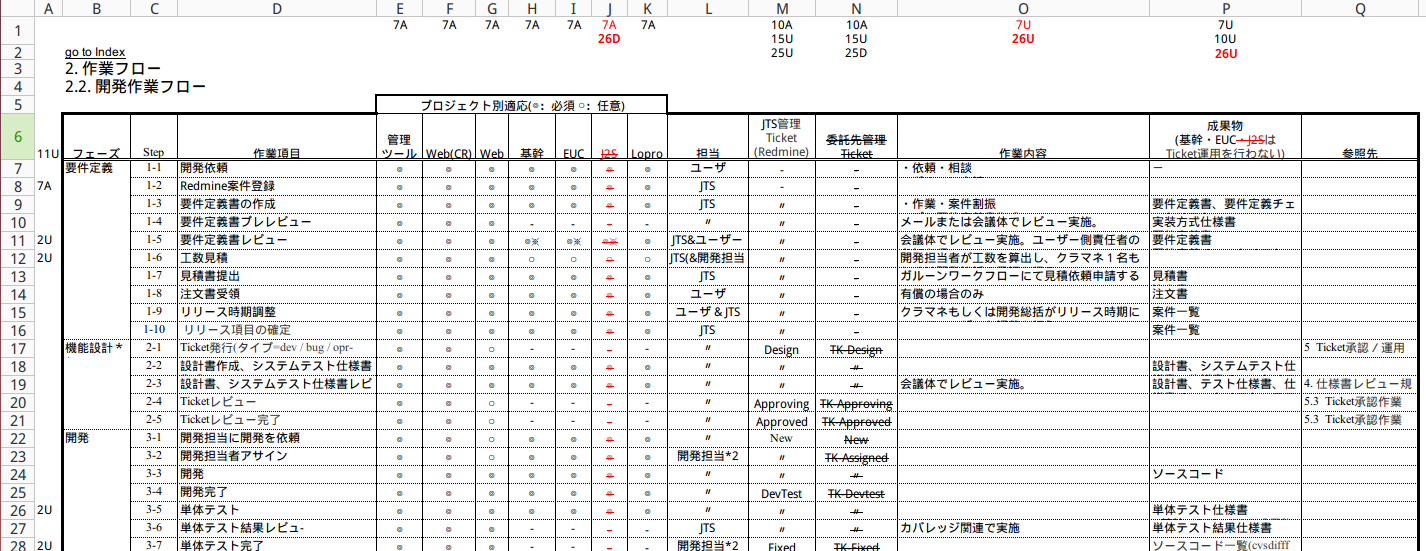 A B C D E F G H I J K L M N O P Q
1 7A 7A 7A 7A 7A 7A 7A 10A 10A 7U 7U
26D 15U 15U 26U 10U
2 go to Index 25U 25D 26U
3 2. 作業フロー
4 2.2. 開発作業フロー
5 プロジェクト別適応(◎: 必須 ○: 任意)
6 11U フェーズ Step 作業項目 管理ツール Web(CR) Web 基幹 EUC J2S Lopro 担当 JTS管理 Ticket (Redmine) 委託先管理 Ticket 作業内容 成果物 (基幹・EUC・J2Sは Ticket運用を行わない) 参照先
7 要件定義 1-1 開発依頼 ◎ ◎ ◎ ◎ ◎ ◎ ◎ ユーザ - - ・依頼・相談 －
8 7A 1-2 Redmine案件登録 ◎ ◎ ◎ ◎ ◎ ◎ ◎ JTS - -
9 1-3 要件定義書の作成 ◎ ◎ ◎ ◎ ◎ ◎ ◎ JTS 〃 - ・作業・案件割振 要件定義書、要件定義チェ
10 1-4 要件定義書プレレビュー ◎ ◎ ◎ - - - - 〃 〃 - メールまたは会議体でレビュー実施。 実装方式仕様書
11 2U 1-5 要件定義書レビュー ◎ ◎ ◎ ◎※ ◎※ ◎※ ◎ JTS&ユーザー 〃 - 会議体でレビュー実施。ユーザー側責任者の 要件定義書
12 2U 1-6 工数見積 ◎ ◎ ◎ ○ ○ ○ ○ JTS(&開発担当 〃 - 開発担当者が工数を算出し、クラマネ１名も
13 1-7 見積書提出 ◎ ◎ ◎ ◎ ◎ ◎ ◎ JTS 〃 - ガルーンワークフローにて見積依頼申請する 見積書
14 1-8 注文書受領 ◎ ◎ ◎ ◎ ◎ ◎ ◎ ユーザ 〃 - 有償の場合のみ 注文書
15 1-9 リリース時期調整 ◎ ◎ ◎ ◎ ◎ ◎ ◎ ユーザ & JTS 〃 - クラマネもしくは開発総括がリリース時期に 案件一覧
16 1-10 リリース項目の確定 ◎ ◎ ◎ ◎ ◎ ◎ ◎ JTS 〃 - 案件一覧
17 機能設計＊ 2-1 Ticket発行(タイプ=dev / bug / opr- ◎ ◎ ○ - - - - 〃 Design TK-Design 5 Ticket承認 / 運用
18 2-2 設計書作成、システムテスト仕様書 ◎ ◎ ◎ ◎ ◎ ◎ ◎ 〃 〃 〃 設計書、システムテスト仕
19 2-3 設計書、システムテスト仕様書レビ ◎ ◎ ◎ ◎ ◎ ◎ ◎ 〃 〃 〃 会議体でレビュー実施。 設計書、テスト仕様書、仕 4. 仕様書レビュー規
20 2-4 Ticketレビュー ◎ ◎ ○ - - - - 〃 Approving TK-Approving 5.3 Ticket承認作業
21 2-5 Ticketレビュー完了 ◎ ◎ ○ - - - - 〃 Approved TK-Approved 5.3 Ticket承認作業
22 開発 3-1 開発担当に開発を依頼 ◎ ◎ ○ ◎ ◎ ◎ ◎ 〃 New New
23 3-2 開発担当者アサイン ◎ ◎ ○ ◎ ◎ ◎ ◎ 開発担当*2 〃 TK-Assigned
24 3-3 開発 ◎ ◎ ◎ ◎ ◎ ◎ ◎ 〃 〃 〃 ソースコード
25 3-4 開発完了 ◎ ◎ ◎ ◎ ◎ ◎ ◎ 〃 DevTest TK-Devtest
26 2U 3-5 単体テスト ◎ ◎ ◎ ◎ ◎ ◎ ◎ 〃 〃 〃 単体テスト仕様書
27 3-6 単体テスト結果レビュ- ◎ ◎ ◎ - - - - JTS 〃 〃 カバレッジ関連で実施 単体テスト結果仕様書
28 2U 3-7 単体テスト完了 ◎ ◎ ◎ - - - - 開発担当*2 Fixed TK-Fixed ソースコード一覧(cvsdifff